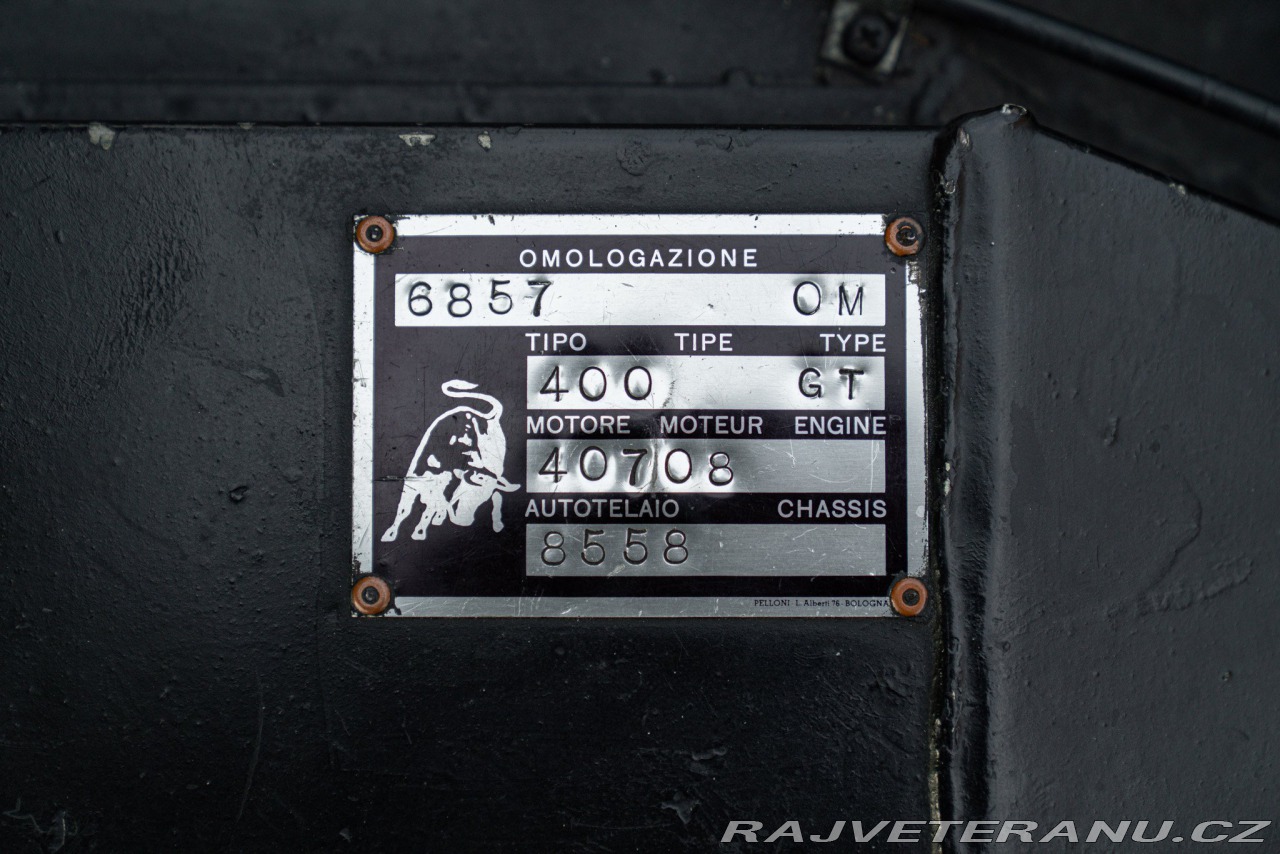 OMOLOGAZIONE
6857 OM
TIPO TIPE TYPE
400 GT
MOTORE MOTEUR ENGINE
40708
AUTOTELAIO CHASSIS
8558
PELLONI - L. Alberti 76 - BOLOGNA
RAJVETERANU.CZ